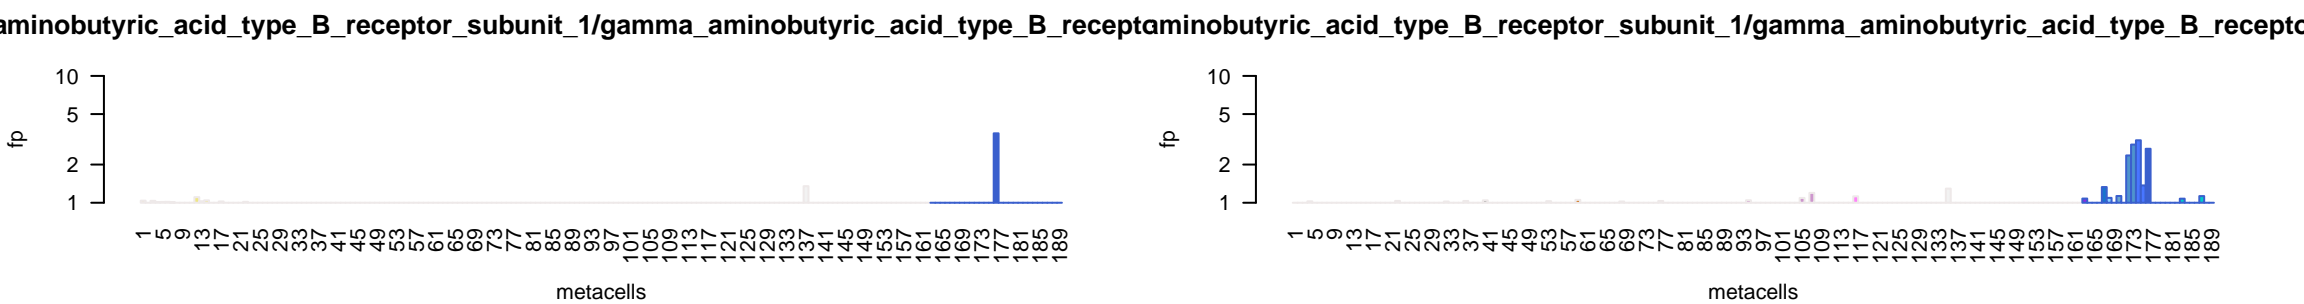 aminobutyric_acid_type_B_receptor_subunit_1/gamma_aminobutyric_acid_type_B_recepto
10
5
2
1
fp
1 5 9 13 17 21 25 29 33 37 41 45 49 53 57 61 65 69 73 77 81 85 89 93 97 101 105 109 113 117 121 125 129 133 137 141 145 149 153 157 161 165 169 173 177 181 185 189
metacells
aminobutyric_acid_type_B_receptor_subunit_1/gamma_aminobutyric_acid_type_B_recepto
10
5
2
1
fp
1 5 9 13 17 21 25 29 33 37 41 45 49 53 57 61 65 69 73 77 81 85 89 93 97 101 105 109 113 117 121 125 129 133 137 141 145 149 153 157 161 165 169 173 177 181 185 189
metacells